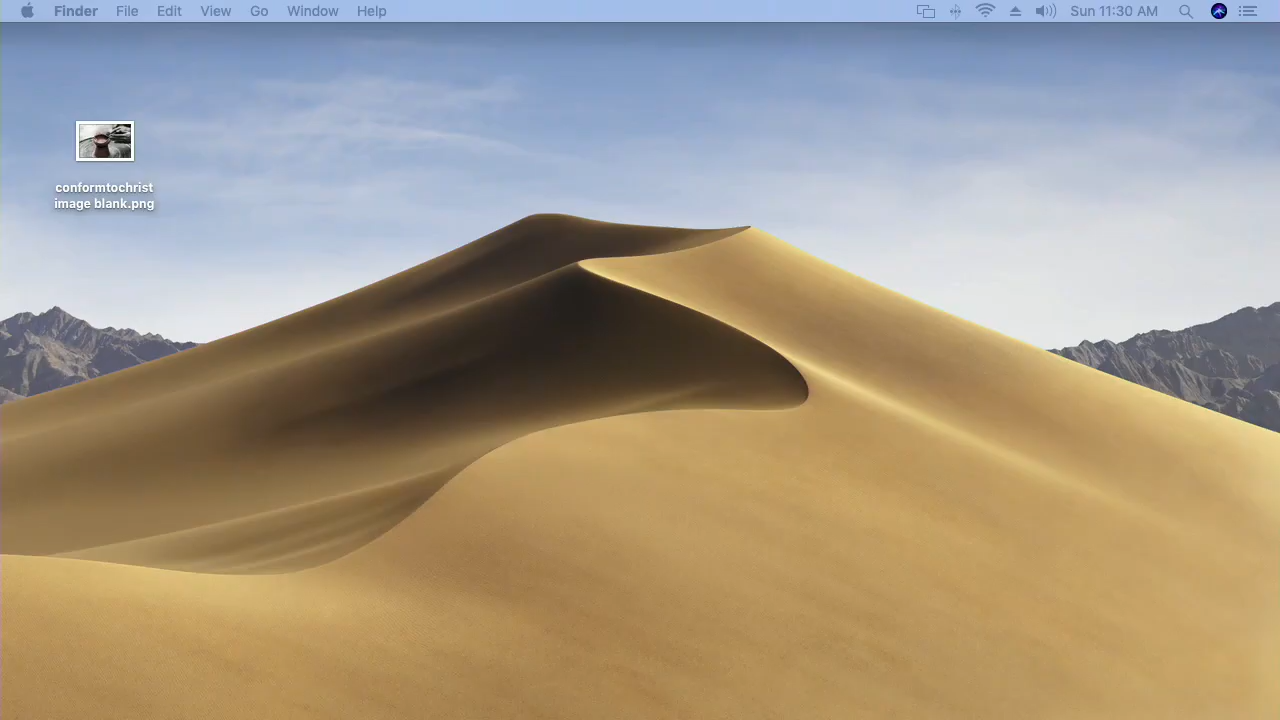 Finder File Edit View Go Window Help Sun 11:30 AM
conformtochrist
image blank.png